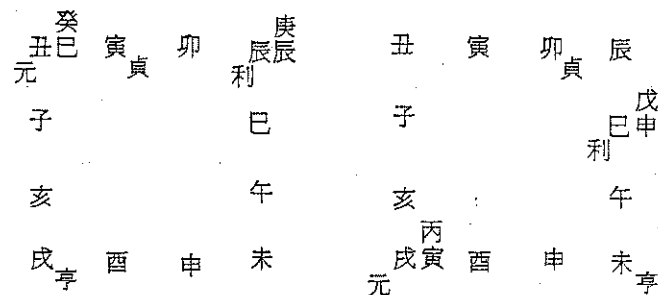 癸巳 庚辰
丑 寅 卯 辰 丑 寅 卯 辰
元 貞 利 貞
子 巳 子 巳 戊申
利
亥 午 亥 午
丙寅
戌 酉 申 未 戌 酉 申 未
亨 元 亨